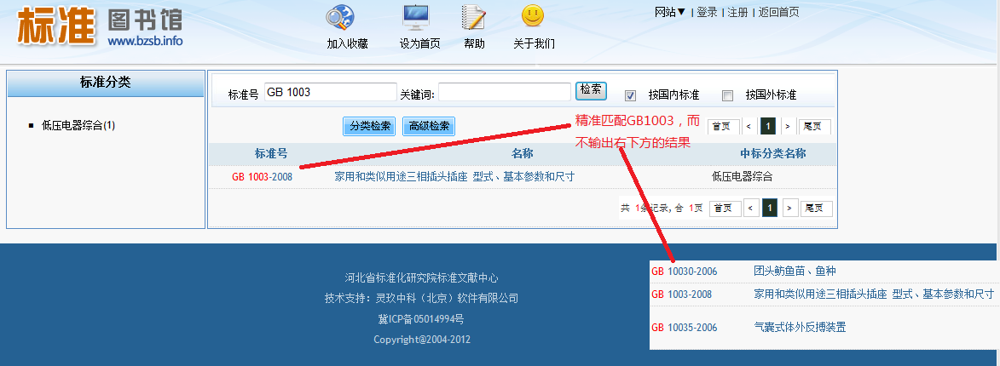 标准 图书馆
www.bzsb.info
加入收藏 设为首页 帮助 关于我们
网站▼ | 登录 | 注册 | 返回首页
标准分类
低压电器综合(1)
标准号 GB 1003 关键词: 检索 按国内标准 按国外标准
分类检索 高级检索
精准匹配GB1003，而
不输出右下方的结果
首页 < 1 > 尾页
标准号 名称 中标分类名称
GB 1003-2008 家用和类似用途三相插头插座 型式、基本参数和尺寸 低压电器综合
共 1条记录, 合 1页 首页 < 1 > 尾页
河北省标准化研究院标准文献中心
技术支持：灵玖中科（北京）软件有限公司
冀ICP备05014994号
Copyright@2004-2012
GB 10030-2006 团头鲂鱼苗、鱼种
GB 1003-2008 家用和类似用途三相插头插座 型式、基本参数和尺寸
GB 10035-2006 气囊式体外反搏装置